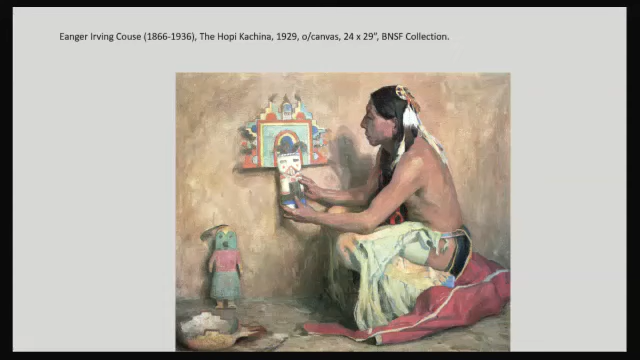 Eanger Irving Couse (1866-1936), The Hopi Kachina, 1929, o/canvas, 24 x 29", BNSF Collection.